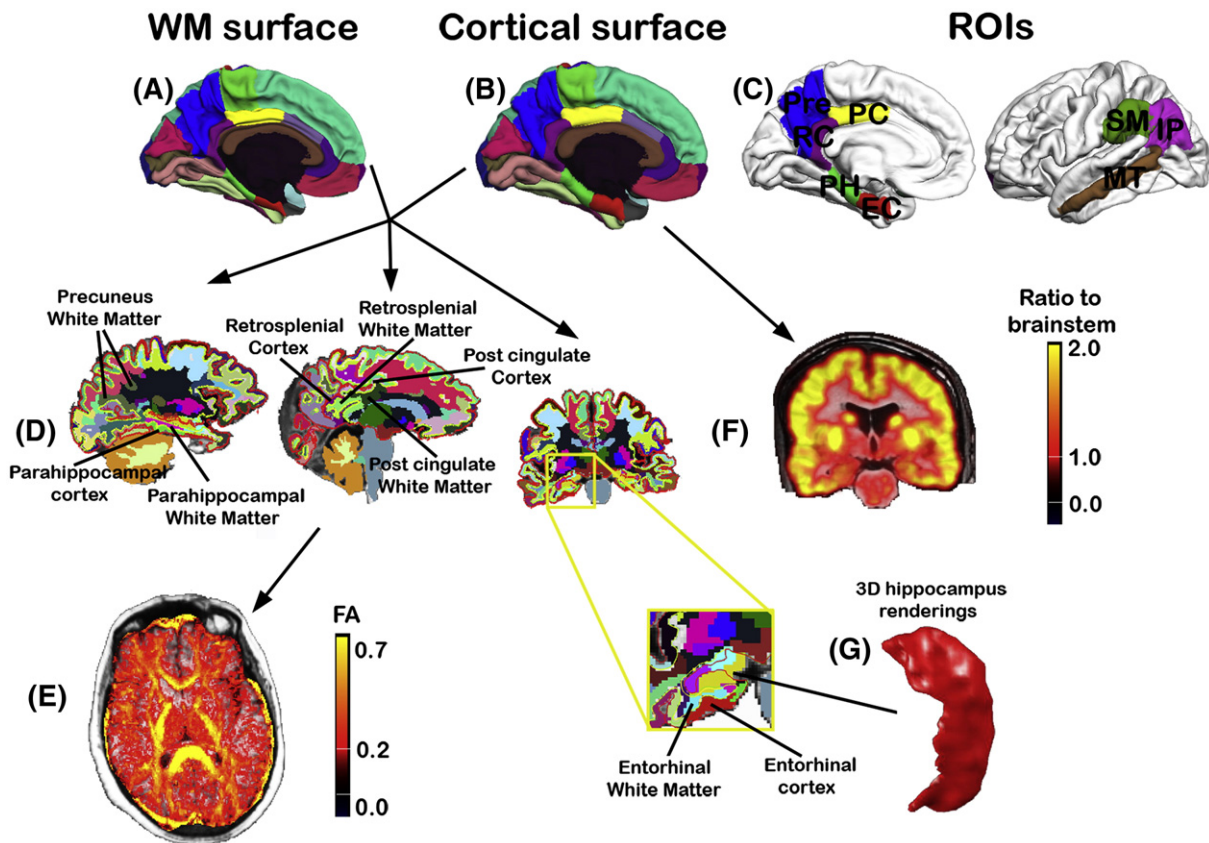 WM surface
Cortical surface
ROIs
(A)
(B)
(C)
Pre
PC
RC
PH
EC
SM
IP
MT
Precuneus
White Matter
Retrosplenial
Cortex
Retrosplenial
White Matter
Post cingulate
Cortex
Ratio to
brainstem
2.0
1.0
0.0
(D)
Parahippocampal
cortex
Parahippocampal
White Matter
Post cingulate
White Matter
(F)
(E)
FA
0.7
0.2
0.0
3D hippocampus
renderings
(G)
Entorhinal
White Matter
Entorhinal
cortex